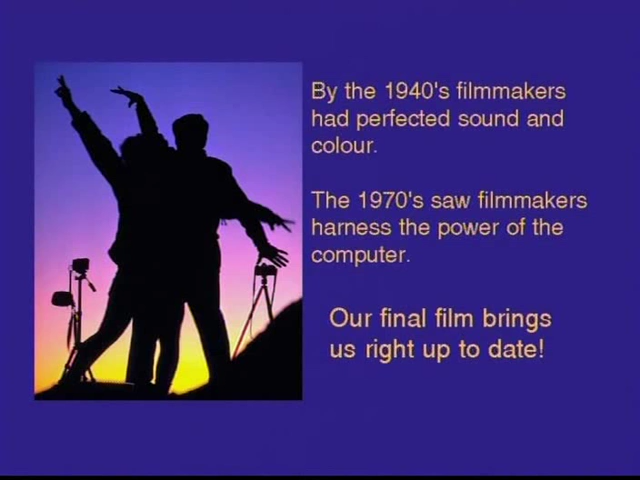 By the 1940's filmmakers
had perfected sound and
colour.
The 1970's saw filmmakers
harness the power of the
computer.
Our final film brings
us right up to date!